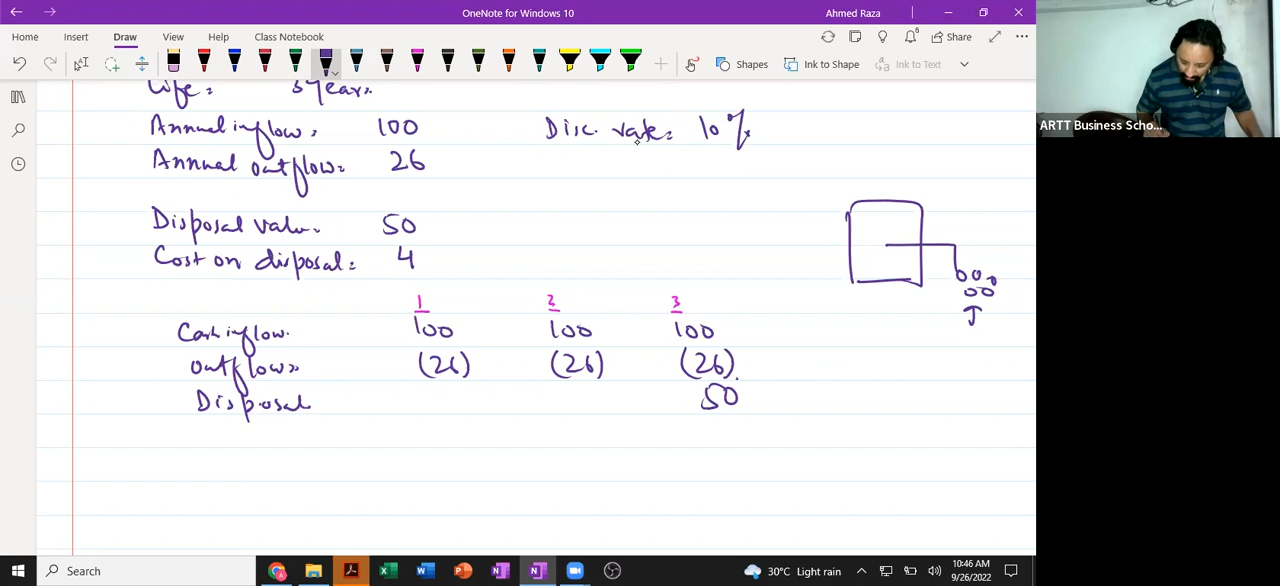 OneNote for Windows 10
Ahmed Raza
Home Insert Draw View Help Class Notebook
6
Share
Shapes Ink to Shape Ink to Text
ARTT Business Scho...
Life = 3 years.
Annual inflow = 100 Disc. rate = 10%
Annual outflow = 26
Disposal value = 50
Cost on disposal = 4
1 2 3
Cash inflow. 100 100 100
Outflows (26) (26) (26)
Disposal 50
Search
30°C Light rain
10:46 AM
9/26/2022